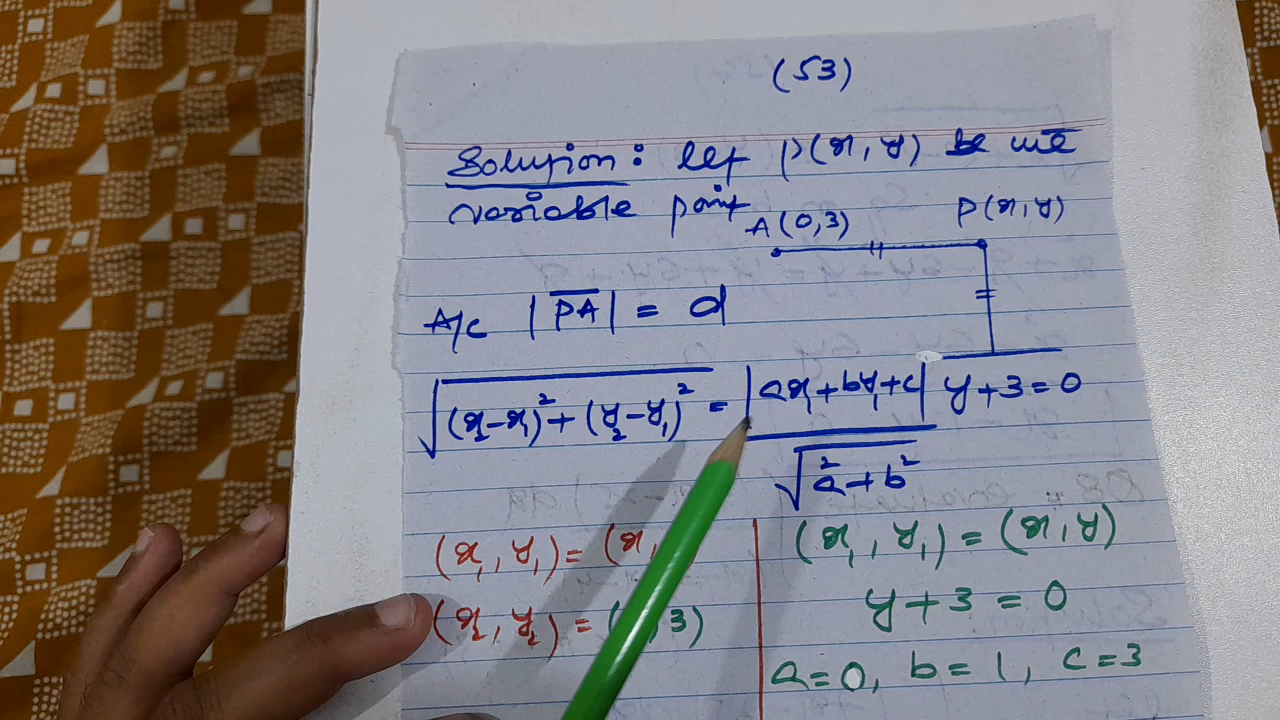 (53)
Solution: let P(x, y) be the
variable point
A(0,3) P(x, y)
A/c |PA| = d
√(x₂-x₁)² + (y₂-y₁)² = |ax₁+by₁+c| / √a²+b²
y+3=0
(x₁, y₁) = (x,
(x₂, y₂) = ( , 3)
(x₁, y₁) = (x, y)
y + 3 = 0
a=0, b=1, c=3